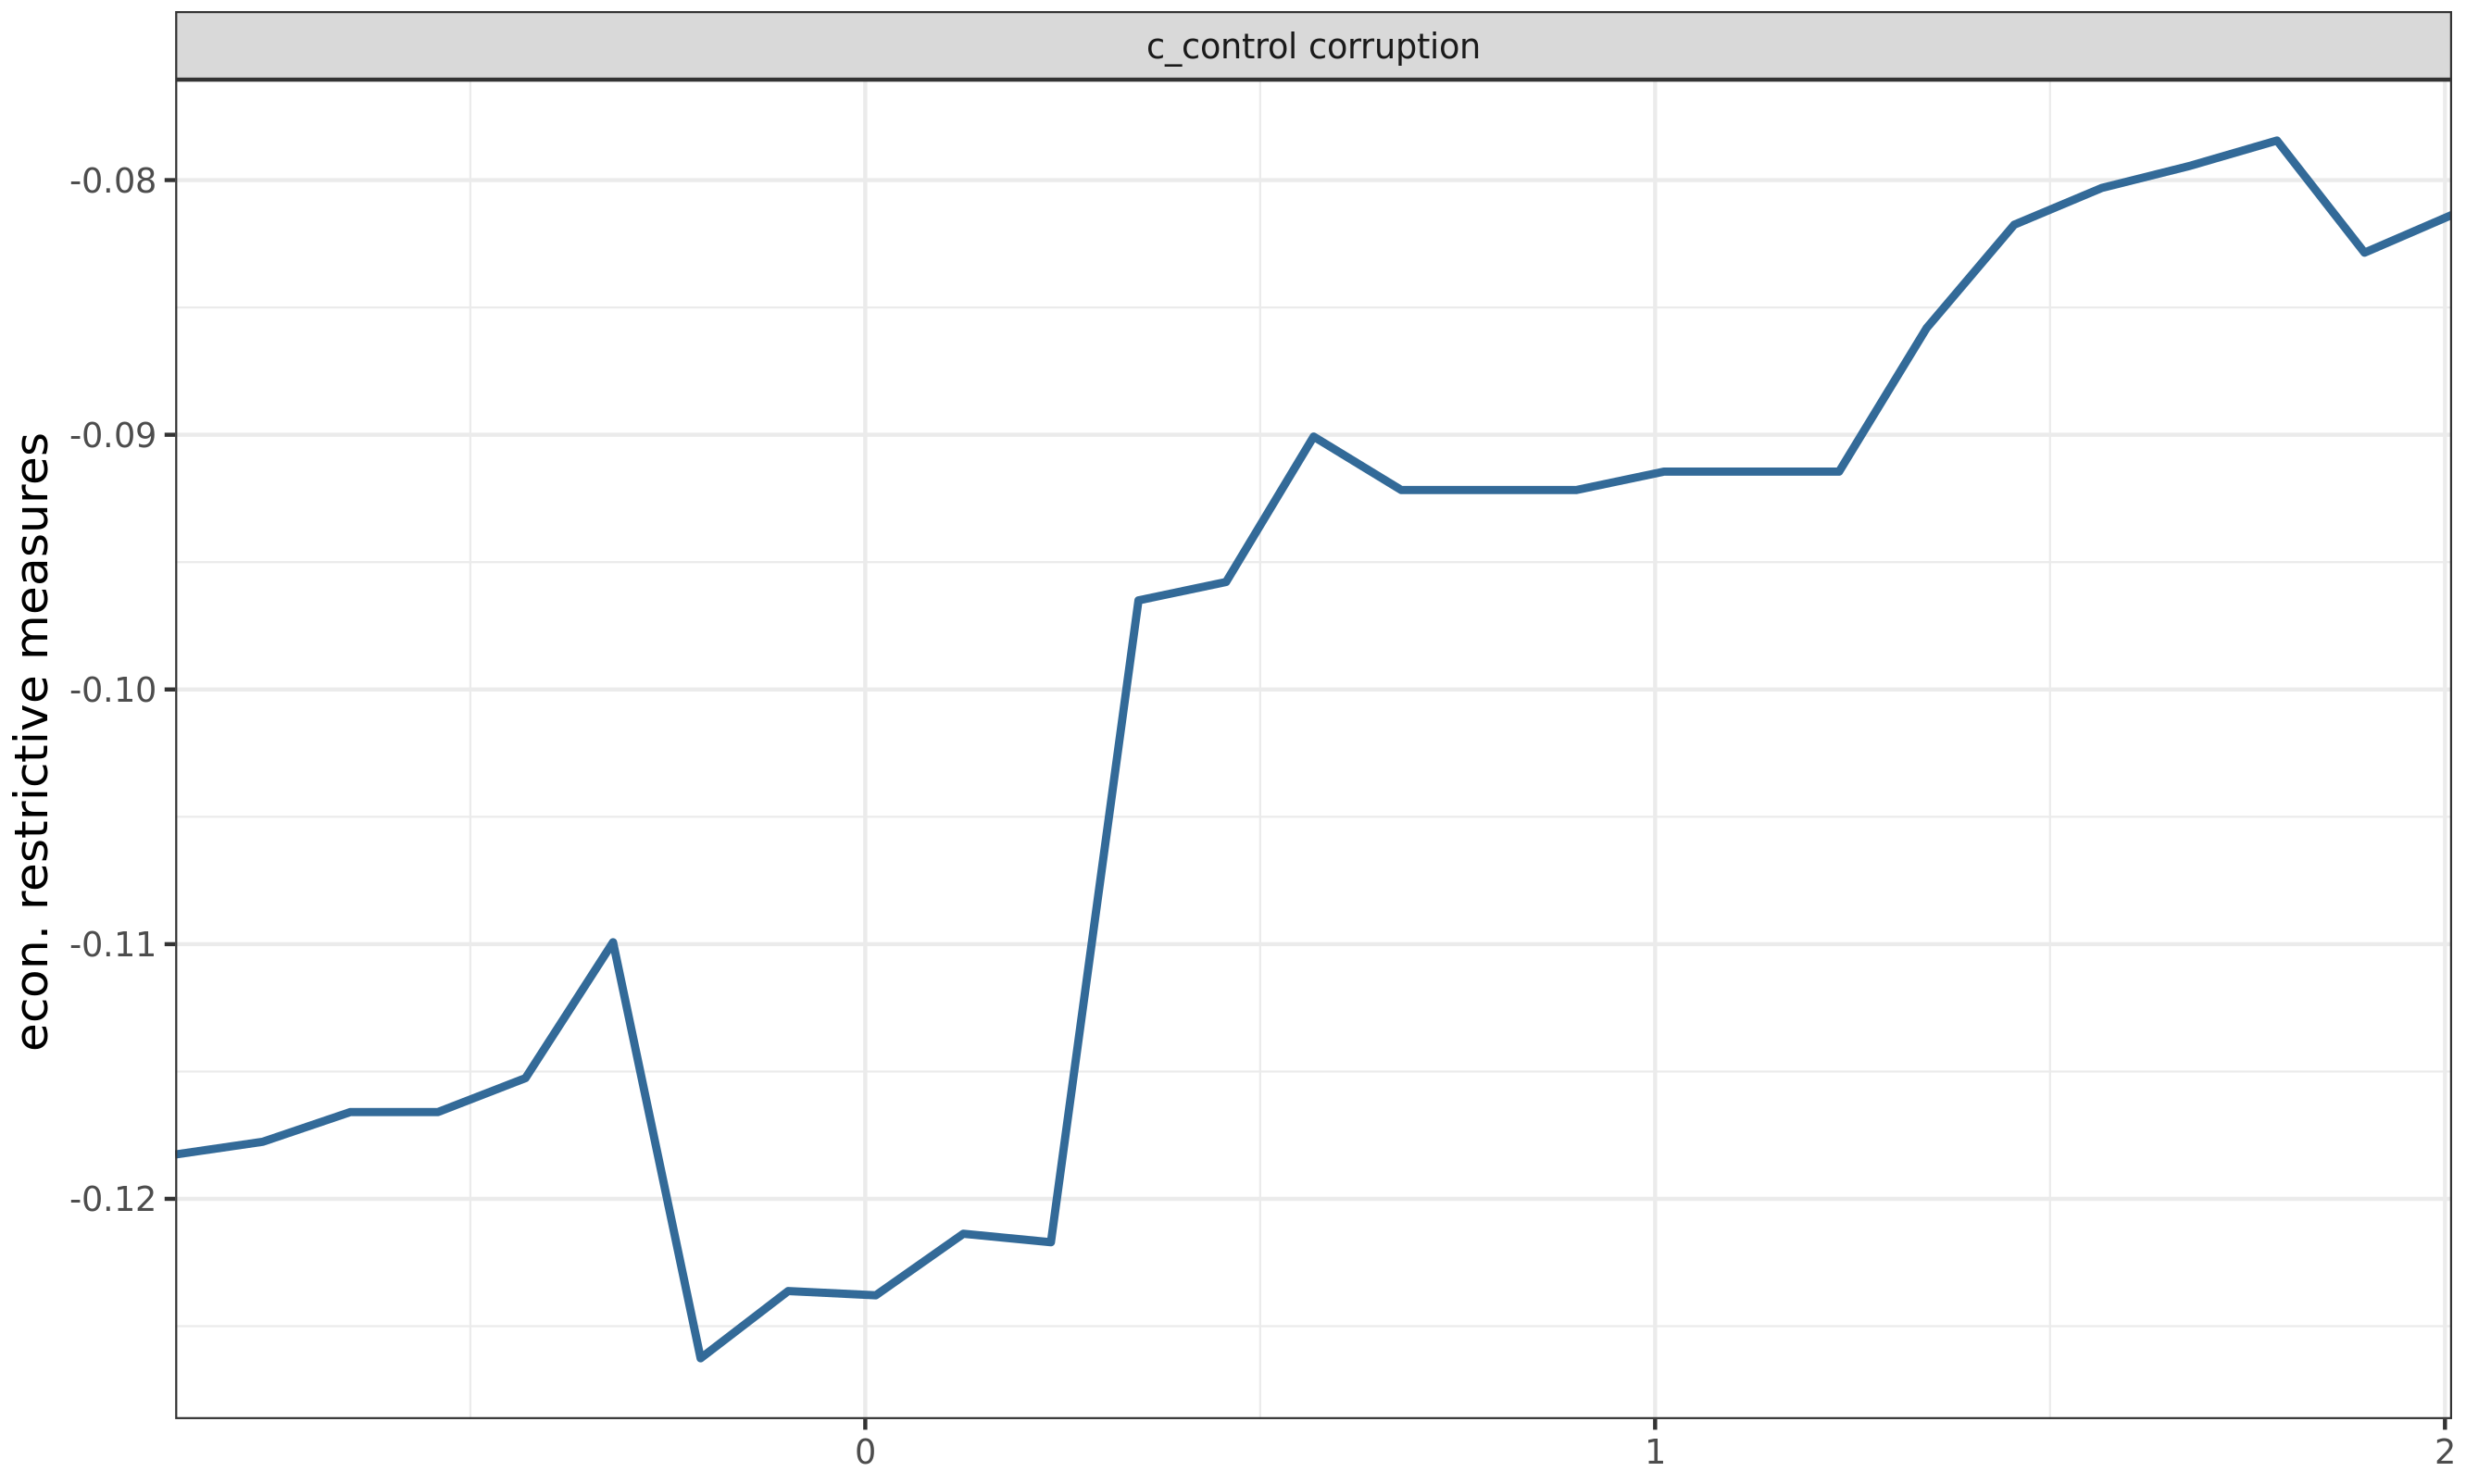 c_control corruption
econ. restrictive measures
-0.08
-0.09
-0.10
-0.11
-0.12
0 1 2